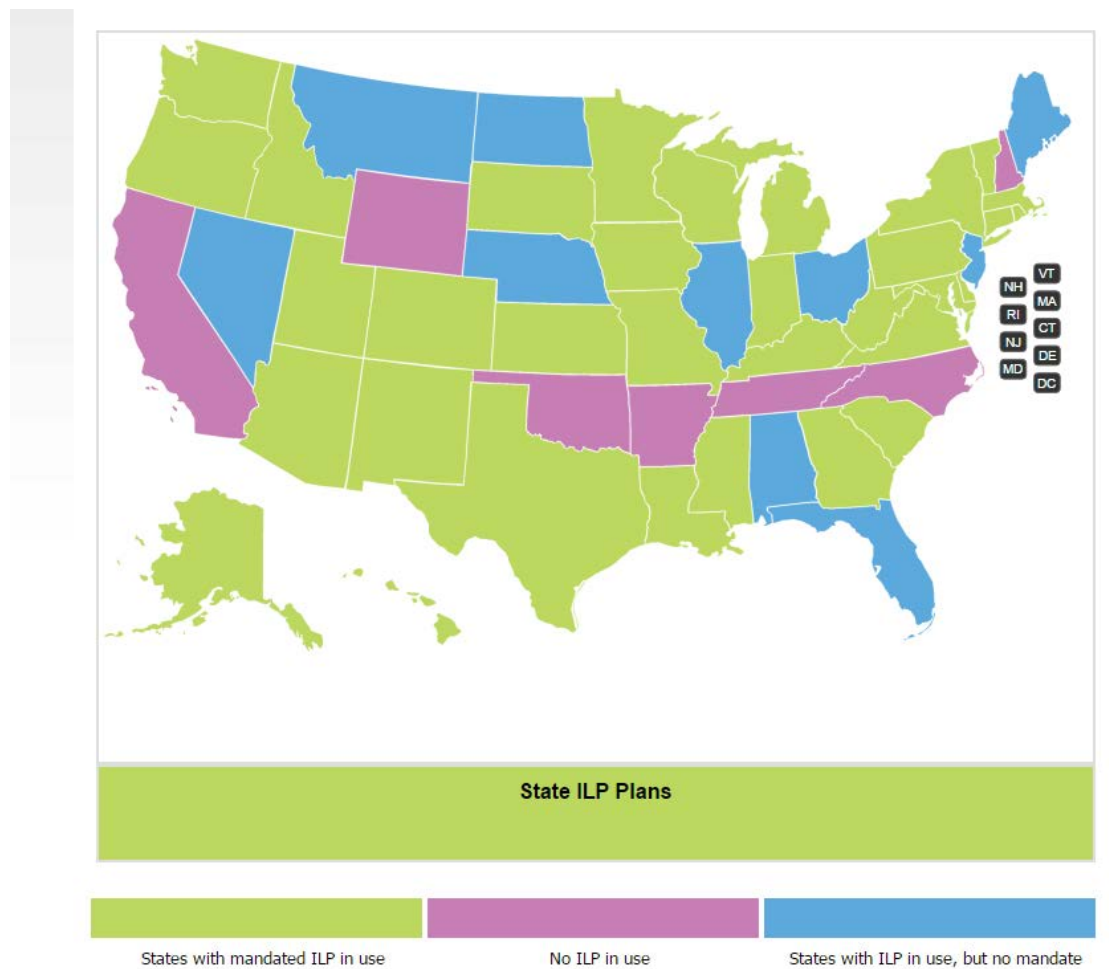 VT
NH
MA
RI
CT
NJ
DE
MD
DC
State ILP Plans
States with mandated ILP in use
No ILP in use
States with ILP in use, but no mandate